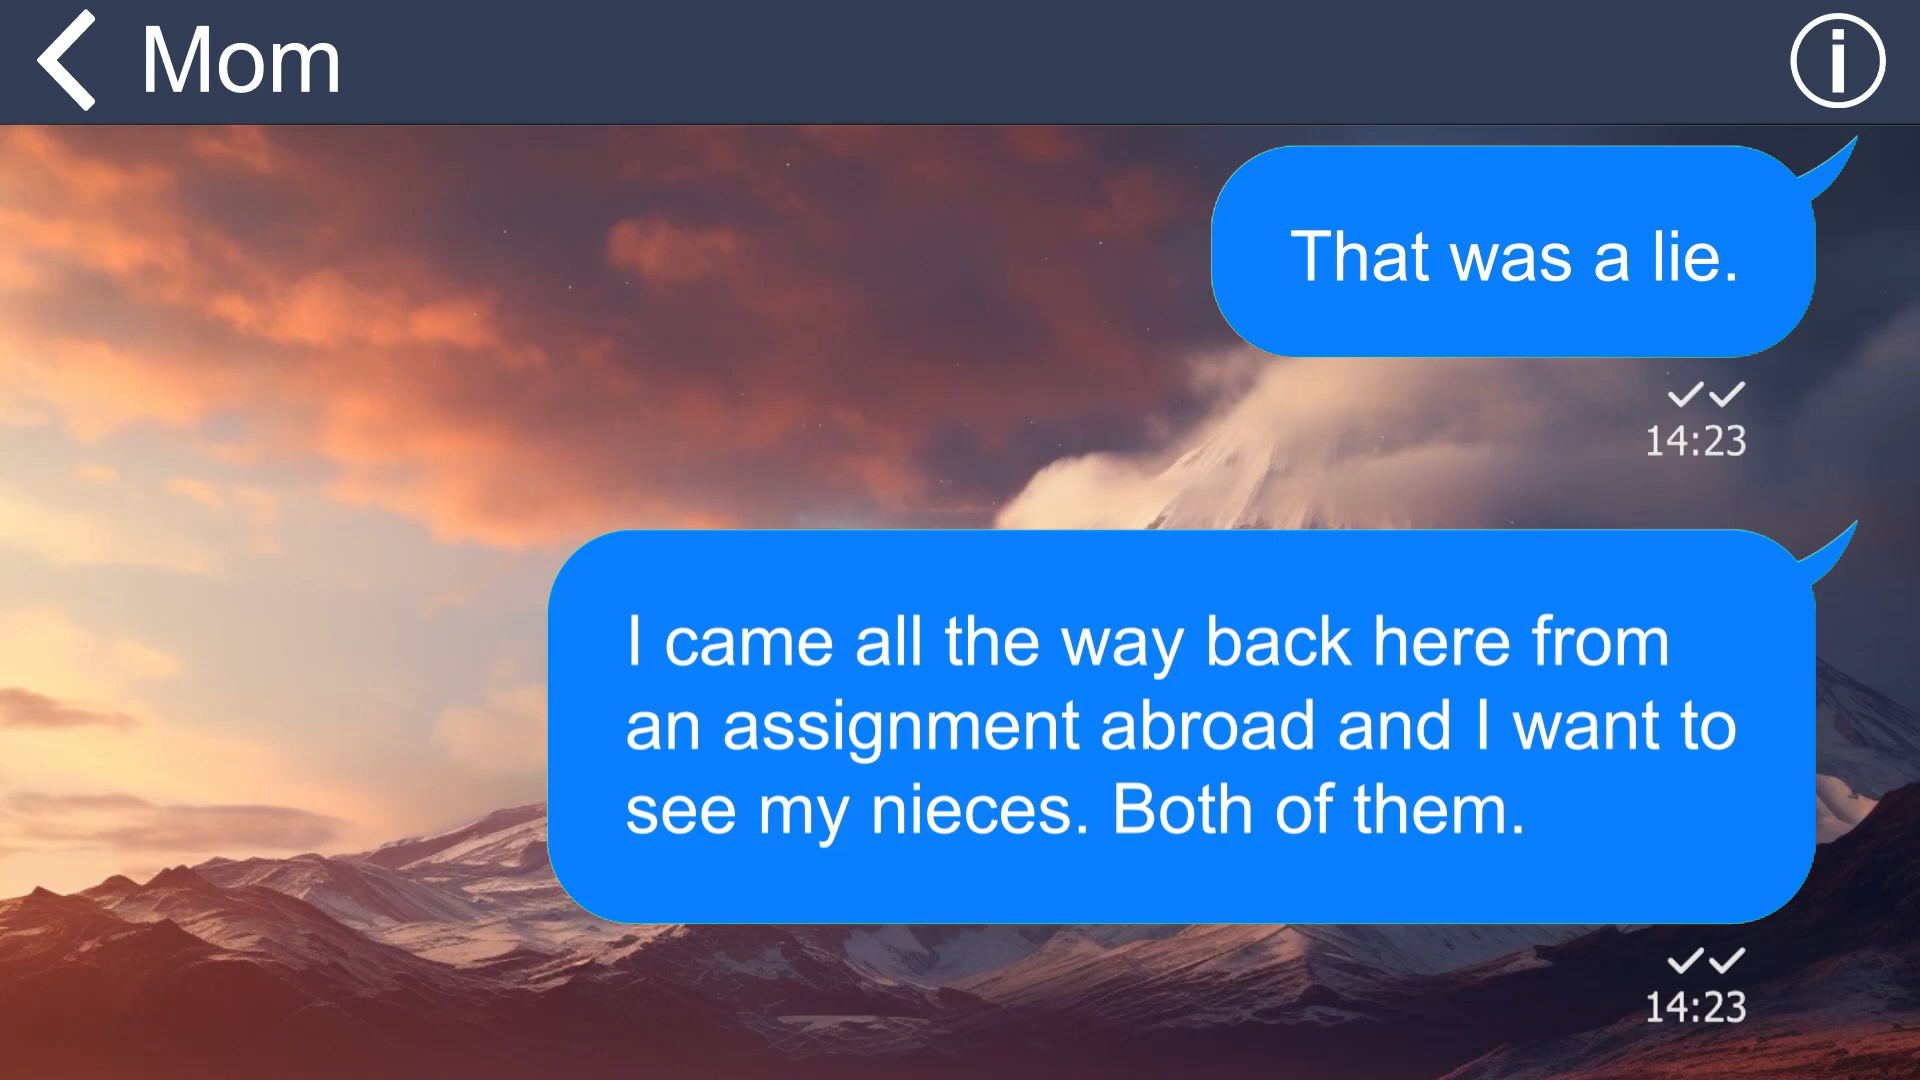 Mom
That was a lie.
14:23
I came all the way back here from
an assignment abroad and I want to
see my nieces. Both of them.
14:23